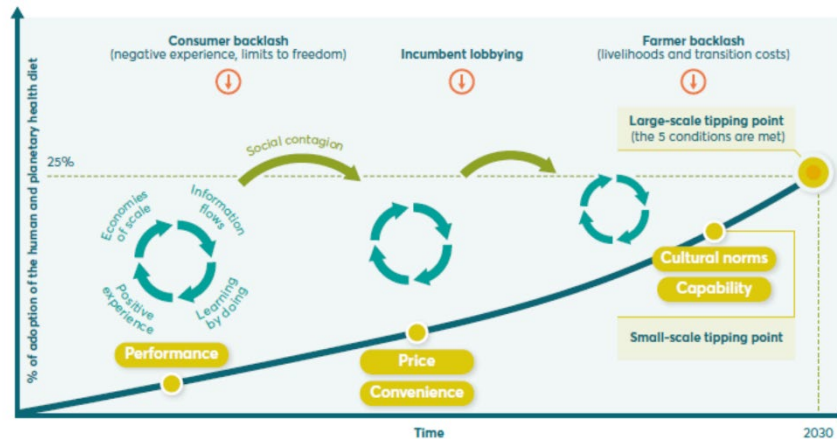 % of adoption of the human and planetary health diet
Consumer backlash
(negative experience, limits to freedom)
Incumbent lobbying
Farmer backlash
(livelihoods and transition costs)
Large-scale tipping point
(the 5 conditions are met)
25%
Social contagion
Economies
of scale
Information
flows
Positive
experience
Learning
by doing
Cultural norms
Capability
Small-scale tipping point
Performance
Price
Convenience
Time
2030